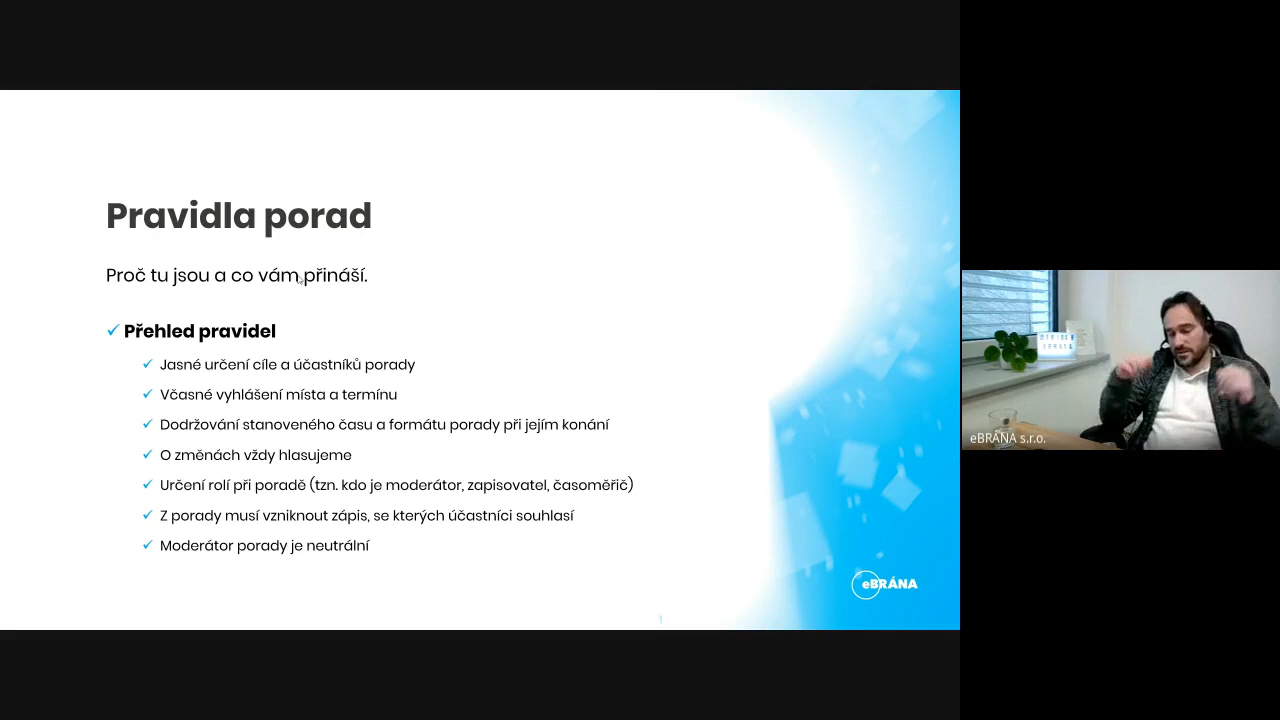 Pravidla porad
Proč tu jsou a co vám přináší.
Přehled pravidel
Jasné určení cíle a účastníků porady
Včasné vyhlášení místa a termínu
Dodržování stanoveného času a formátu porady při jejím konání
O změnách vždy hlasujeme
Určení rolí při poradě (tzn. kdo je moderátor, zapisovatel, časoměřič)
Z porady musí vzniknout zápis, se kterých účastníci souhlasí
Moderátor porady je neutrální
eBRÁNA
eBRÁNA s.r.o.